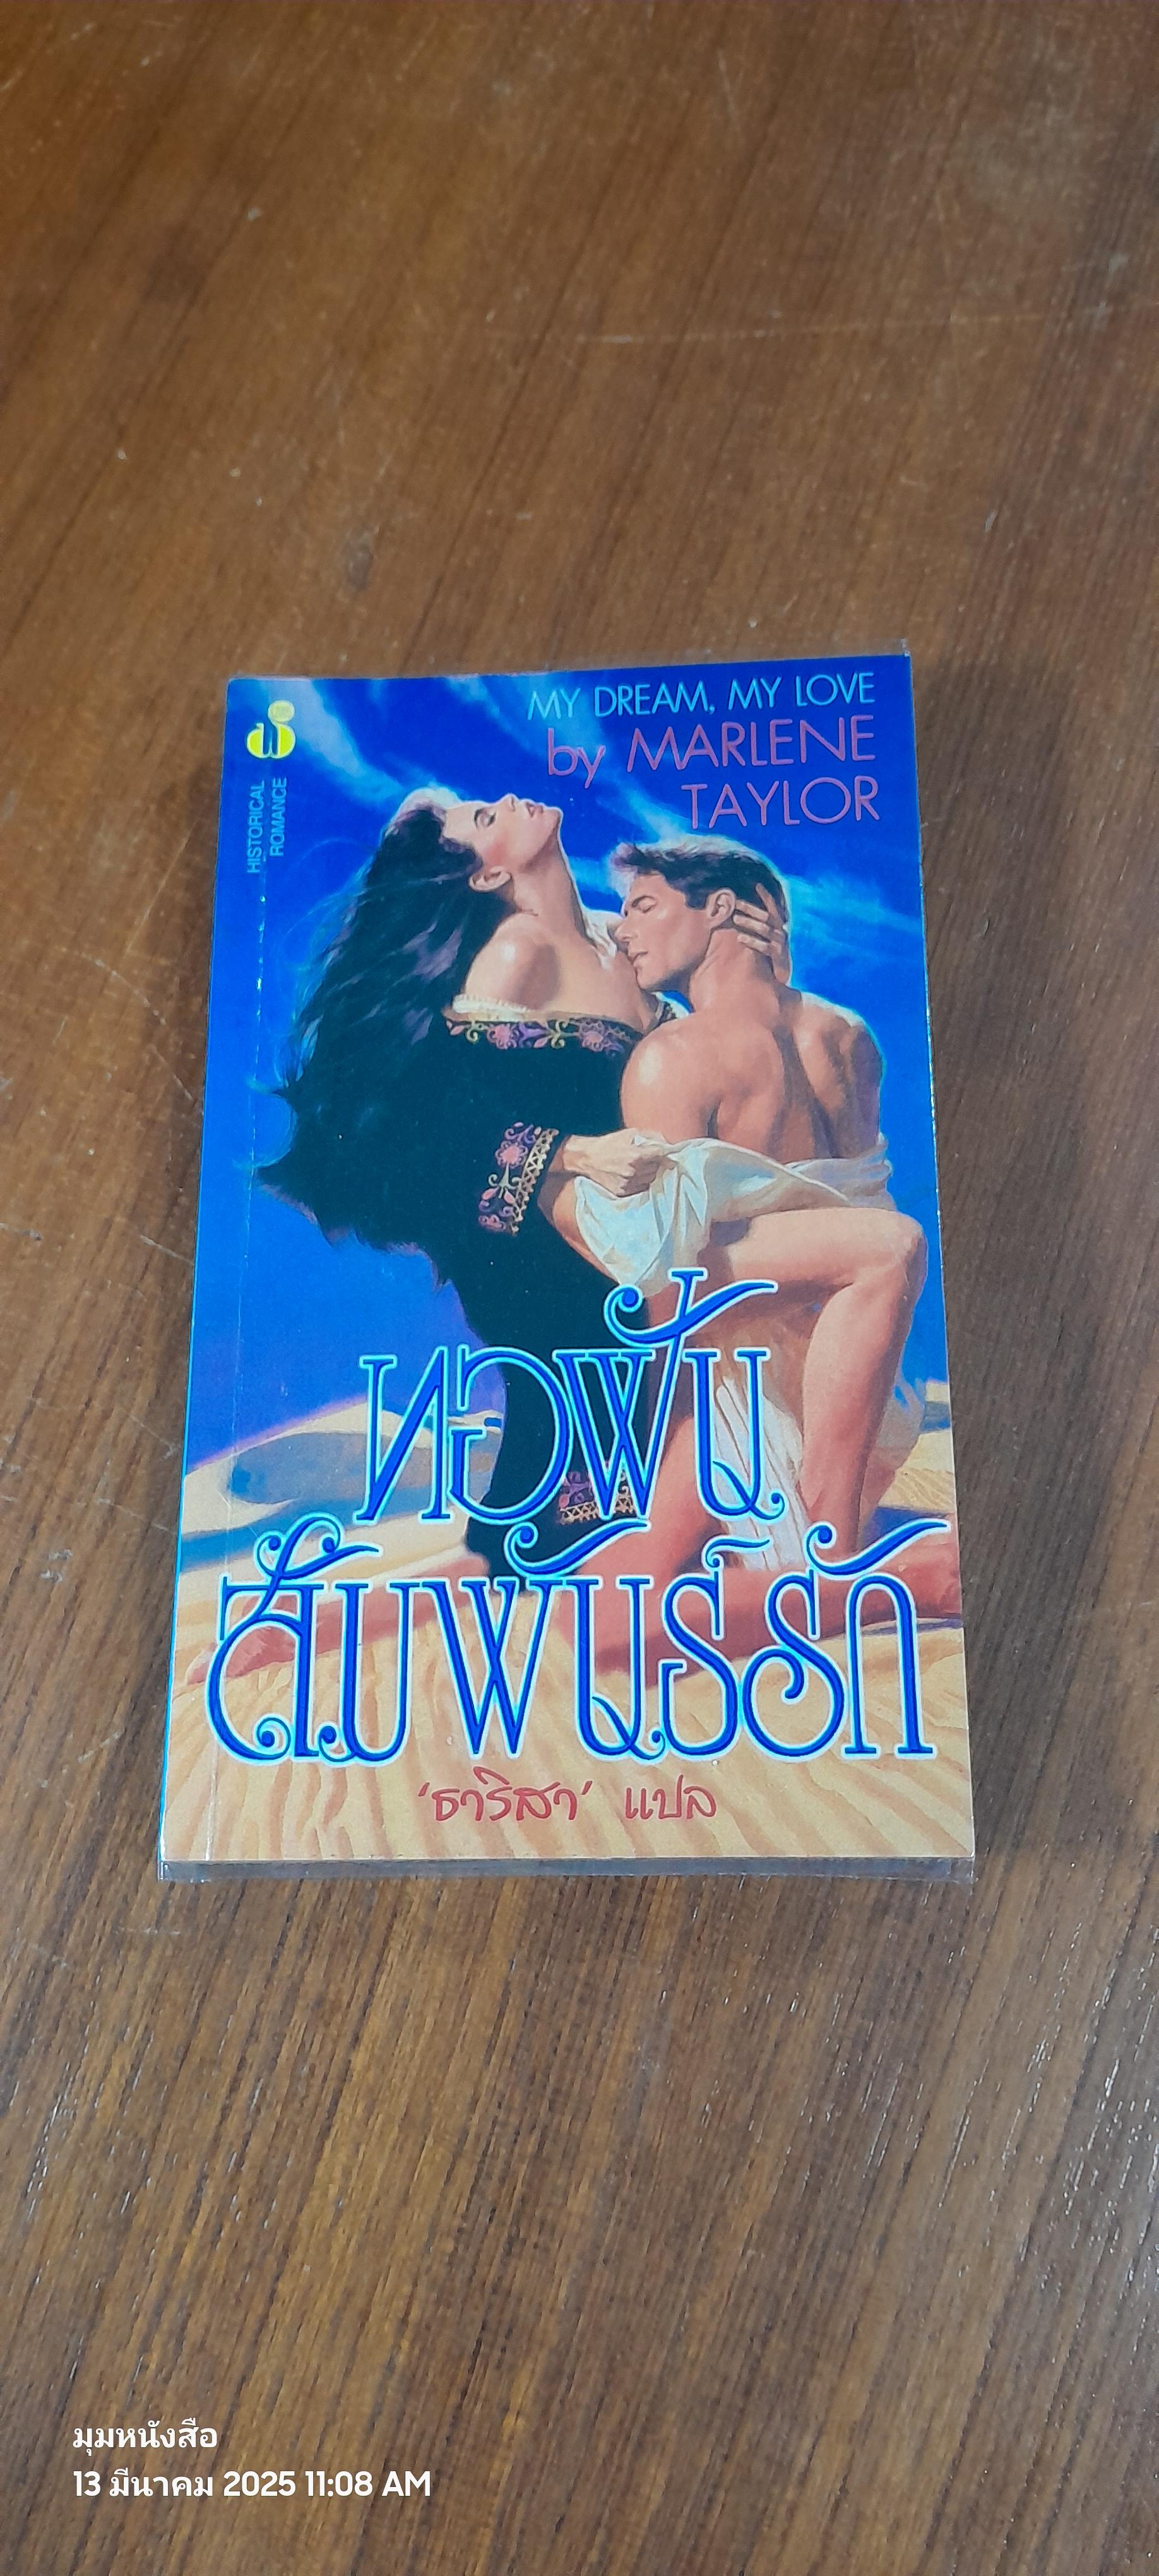 MY DREAM, MY LOVE
by MARLENE
TAYLOR
HISTORICAL
ROMANCE
ทอฝัน
สัมพันธ์รัก
‘ธาริสา’ แปล
มุมหนังสือ
13 มีนาคม 2025 11:08 AM